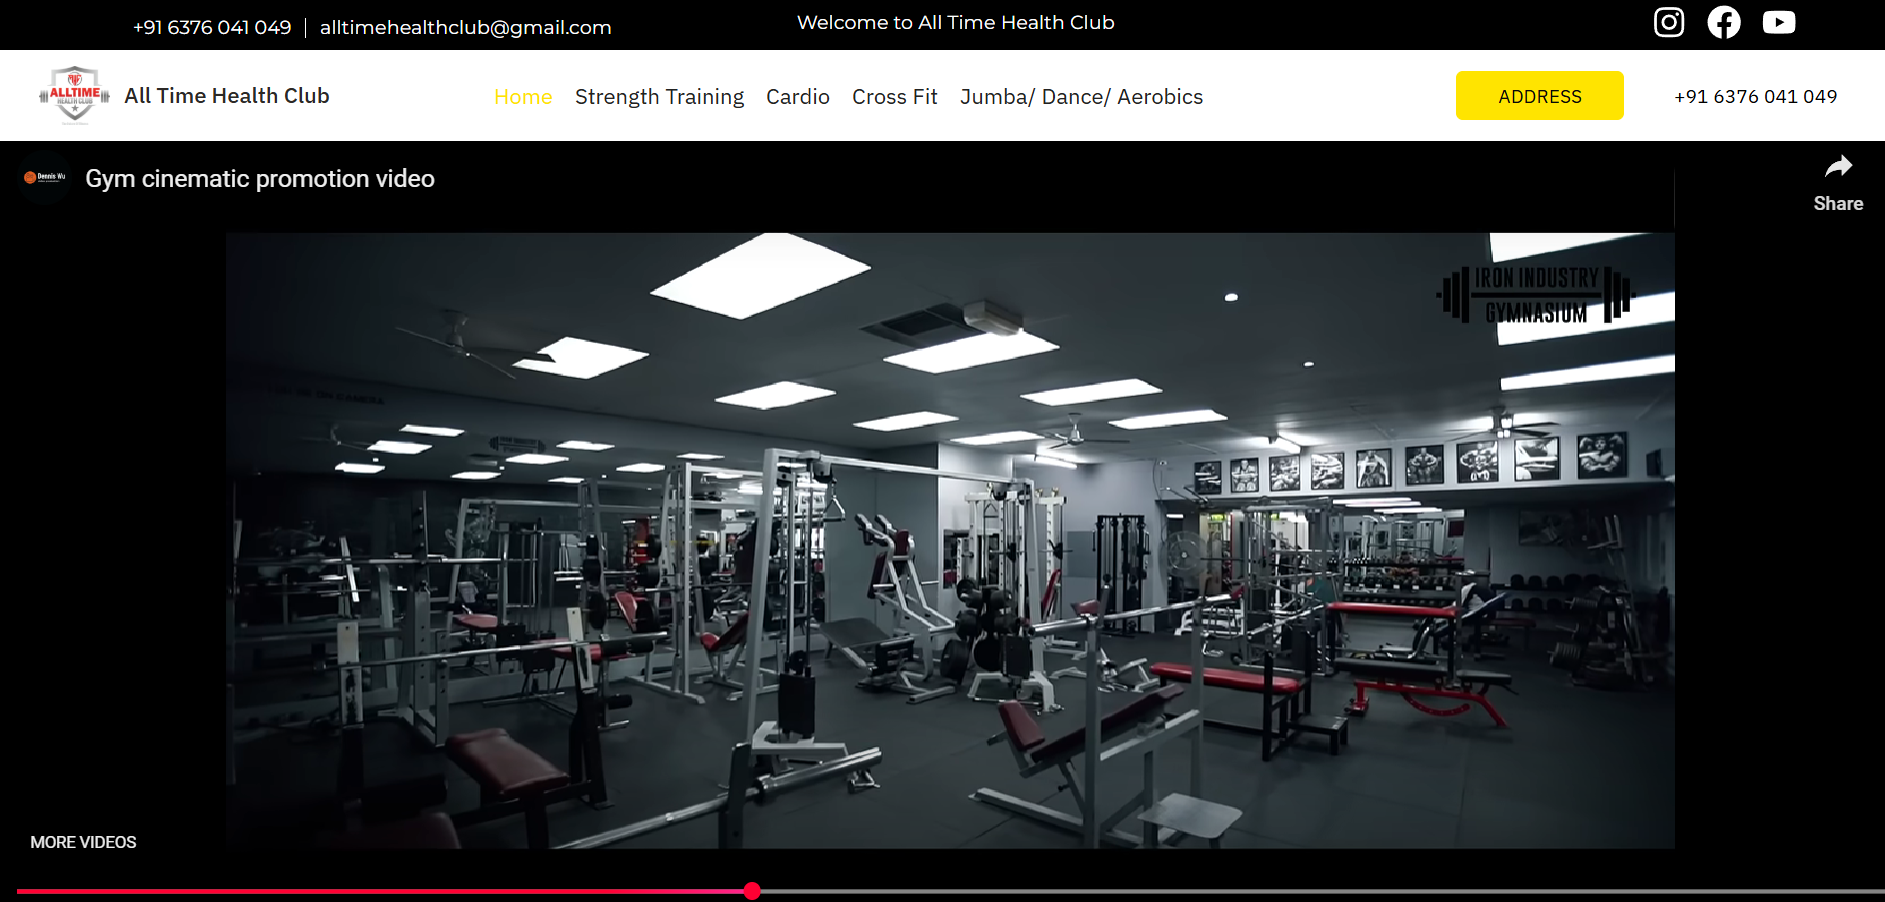 +91 6376 041 049
alltimehealthclub@gmail.com
Welcome to All Time Health Club
ALLTIME
HEALTH CLUB
All Time Health Club
Home
Strength Training
Cardio
Cross Fit
Jumba/ Dance/ Aerobics
ADDRESS
+91 6376 041 049
Dennis Wu
Gym cinematic promotion video
Share
IRON INDUSTRY
GYMNASIUM
MORE VIDEOS